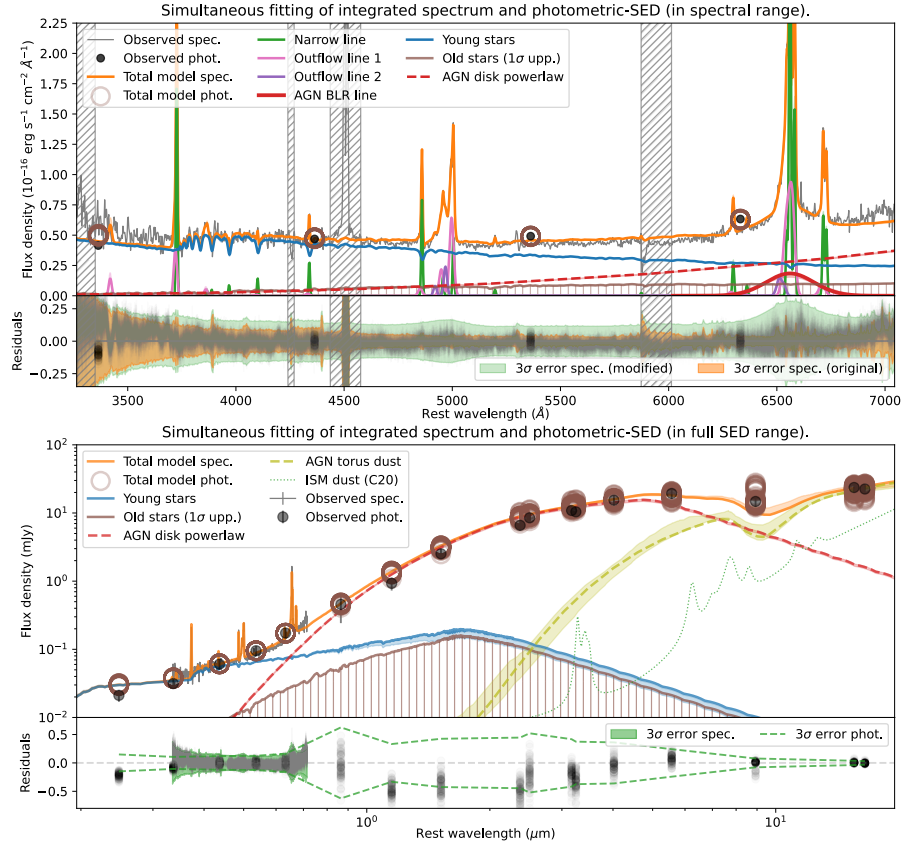 Simultaneous fitting of integrated spectrum and photometric-SED (in spectral range).
Observed spec.
Observed phot.
Total model spec.
Total model phot.
Narrow line
Outflow line 1
Outflow line 2
AGN BLR line
Young stars
Old stars (1σ upp.)
AGN disk powerlaw
Flux density (10⁻¹⁶ erg s⁻¹ cm⁻² Å⁻¹)
2.25
2.00
1.75
1.50
1.25
1.00
0.75
0.50
0.25
0.00
Residuals
0.25
0.00
−0.25
3σ error spec. (modified)
3σ error spec. (original)
3500 4000 4500 5000 5500 6000 6500 7000
Rest wavelength (Å)
Simultaneous fitting of integrated spectrum and photometric-SED (in full SED range).
Total model spec.
Total model phot.
Young stars
Old stars (1σ upp.)
AGN disk powerlaw
AGN torus dust
ISM dust (C20)
Observed spec.
Observed phot.
Flux density (mJy)
10²
10¹
10⁰
10⁻¹
10⁻²
Residuals
0.5
0.0
−0.5
3σ error spec.
3σ error phot.
10⁰ 10¹
Rest wavelength (μm)